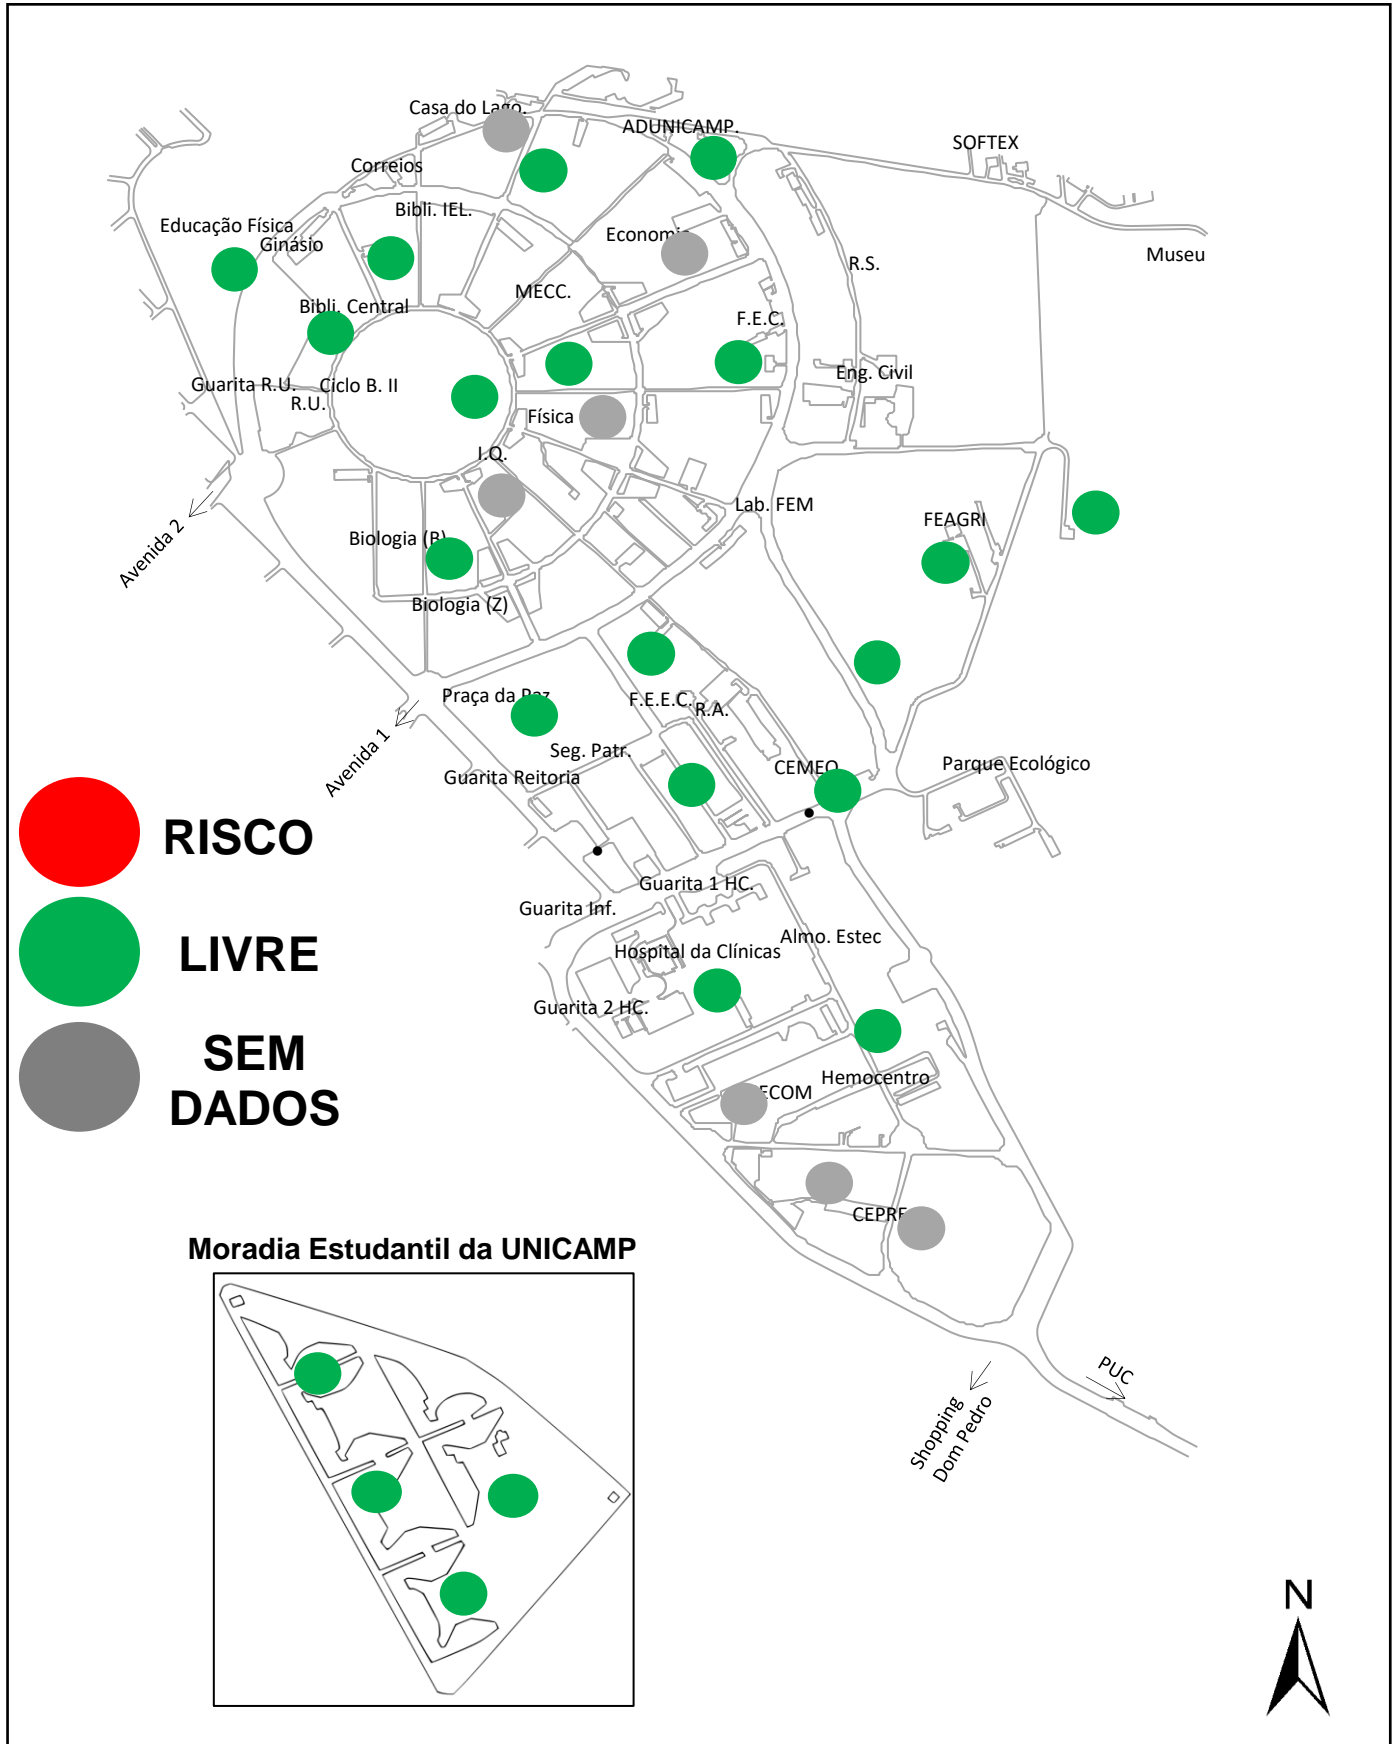 Casa do Lago.
ADUNICAMP.
SOFTEX
Correios
Bibli. IEL.
Educação Física
Ginásio
Economia
Museu
R.S.
MECC.
Bibli. Central
F.E.C.
Eng. Civil
Guarita R.U.
Ciclo B. II
R.U.
Física
I.Q.
Lab. FEM
FEAGRI
Avenida 2
Biologia (B)
Biologia (Z)
Praça da Paz
F.E.E.C.
R.A.
Avenida 1
Seg. Patr.
Guarita Reitoria
CEMEQ
Parque Ecológico
RISCO
LIVRE
SEM
DADOS
Guarita 1 HC.
Guarita Inf.
Almo. Estec
Hospital da Clínicas
Guarita 2 HC.
Hemocentro
ECOM
CEPRE
Moradia Estudantil da UNICAMP
PUC
Shopping
Dom Pedro
N